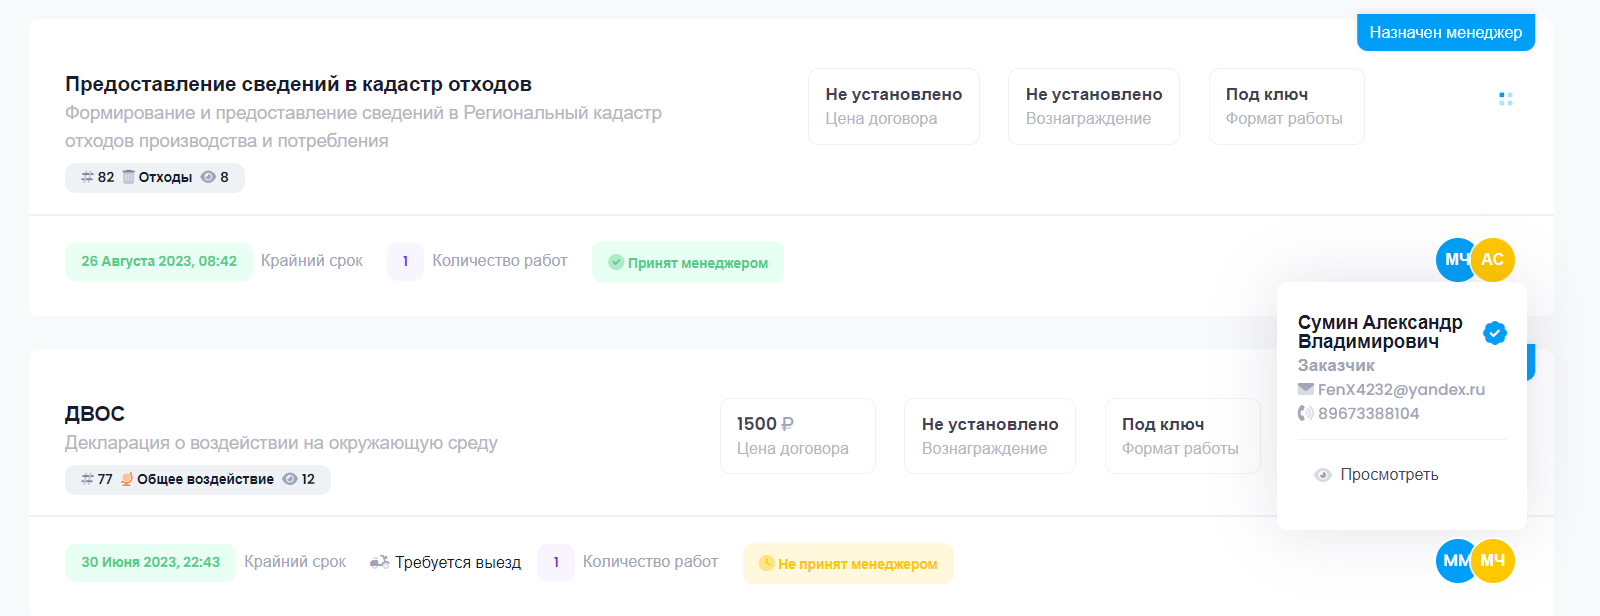 Назначен менеджер
Предоставление сведений в кадастр отходов
Формирование и предоставление сведений в Региональный кадастр
отходов производства и потребления
# 82 Отходы 8
Не установлено
Цена договора
Не установлено
Вознаграждение
Под ключ
Формат работы
26 Августа 2023, 08:42 Крайний срок 1 Количество работ Принят менеджером
МЧ АС
Сумин Александр
Владимирович
Заказчик
FenX4232@yandex.ru
89673388104
Просмотреть
ДВОС
Декларация о воздействии на окружающую среду
# 77 Общее воздействие 12
1500 ₽
Цена договора
Не установлено
Вознаграждение
Под ключ
Формат работы
30 Июня 2023, 22:43 Крайний срок Требуется выезд 1 Количество работ Не принят менеджером
ММ МЧ